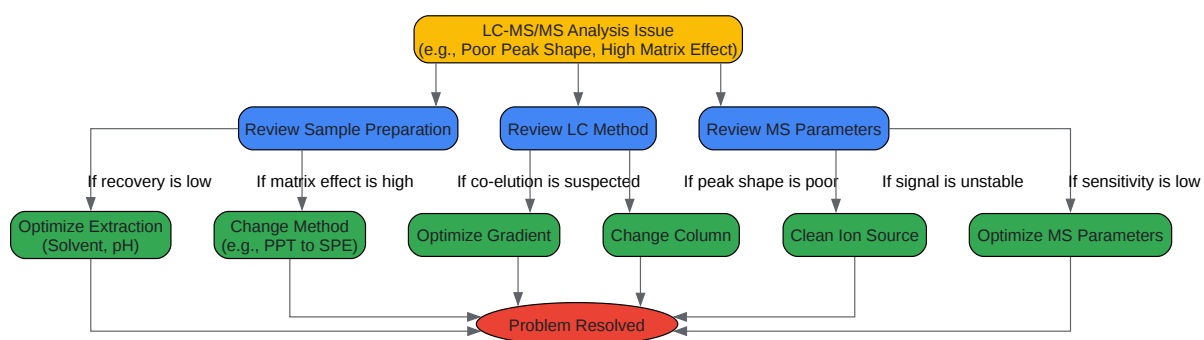 LC-MS/MS Analysis Issue
(e.g., Poor Peak Shape, High Matrix Effect)
Review Sample Preparation
Review LC Method
Review MS Parameters
If recovery is low
If matrix effect is high
If co-elution is suspected
If peak shape is poor
If signal is unstable
If sensitivity is low
Optimize Extraction
(Solvent, pH)
Change Method
(e.g., PPT to SPE)
Optimize Gradient
Change Column
Clean Ion Source
Optimize MS Parameters
Problem Resolved